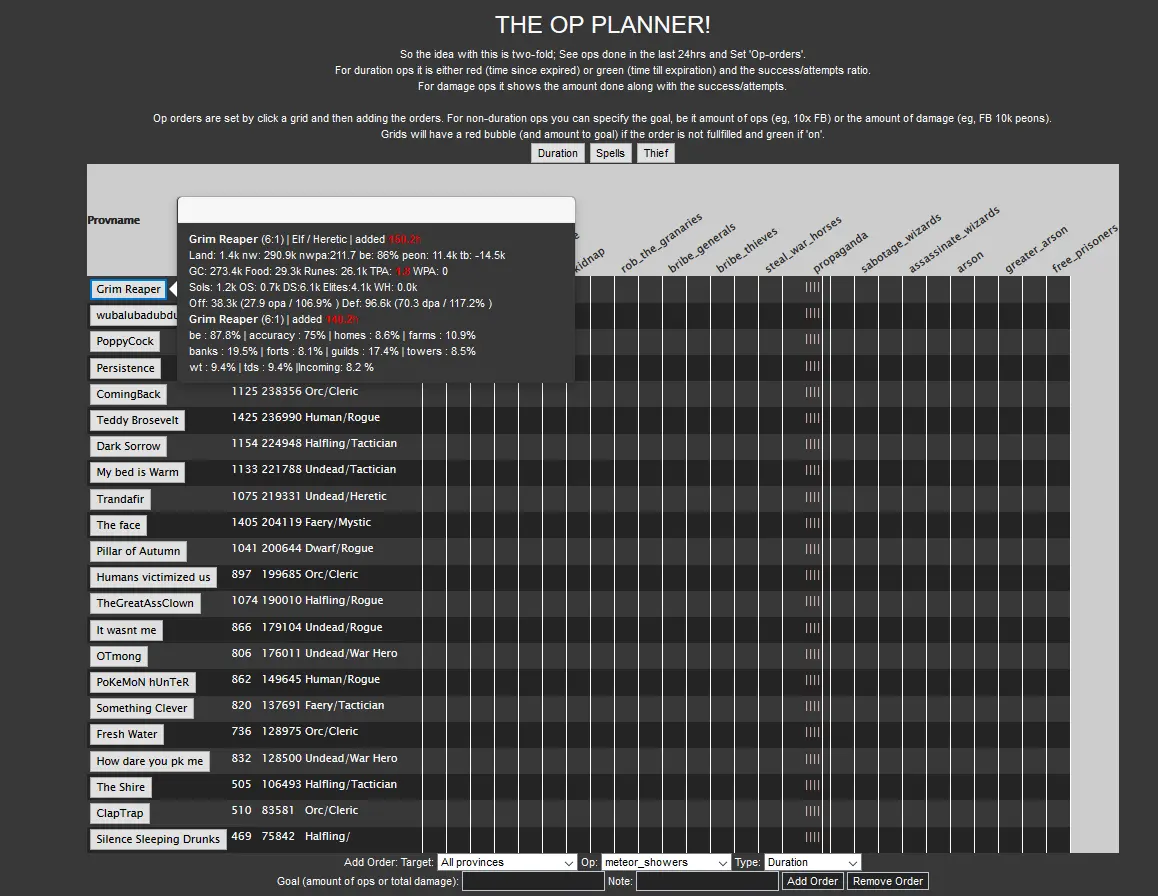 THE OP PLANNER!
So the idea with this is two-fold; See ops done in the last 24hrs and Set 'Op-orders'.
For duration ops it is either red (time since expired) or green (time till expiration) and the success/attempts ratio.
For damage ops it shows the amount done along with the success/attempts.
Op orders are set by click a grid and then adding the orders. For non-duration ops you can specify the goal, be it amount of ops (eg, 10x FB) or the amount of damage (eg, FB 10k peons).
Grids will have a red bubble (and amount to goal) if the order is not fullfilled and green if 'on'.
Duration Spells Thief
Provname
kidnap rob_the_granaries bribe_generals bribe_thieves steal_war_horses propaganda sabotage_wizards assassinate_wizards arson greater_arson free_prisoners
Grim Reaper (6:1) | Elf / Heretic | added
Land: 1.4k nw: 290.9k nwpa:211.7 be: 86% peon: 11.4k tb: -14.5k
GC: 273.4k Food: 29.3k Runes: 26.1k TPA: 1.8 WPA: 0
Sols: 1.2k OS: 0.7k DS:6.1k Elites:4.1k WH: 0.0k
Off: 38.3k (27.9 opa / 106.9% ) Def: 96.6k (70.3 dpa / 117.2% )
Grim Reaper (6:1) | added
be : 87.8% | accuracy : 75% | homes : 8.6% | farms : 10.9%
banks : 19.5% | forts : 8.1% | guilds : 17.4% | towers : 8.5%
wt : 9.4% | tds : 9.4% |Incoming: 8.2 %
Grim Reaper ||||
wubalubadubdu ||||
PoppyCock ||||
Persistence ||||
ComingBack 1125 238356 Orc/Cleric ||||
Teddy Brosevelt 1425 236990 Human/Rogue ||||
Dark Sorrow 1154 224948 Halfling/Tactician ||||
My bed is Warm 1133 221788 Undead/Tactician ||||
Trandafir 1075 219331 Undead/Heretic ||||
The face 1405 204119 Faery/Mystic ||||
Pillar of Autumn 1041 200644 Dwarf/Rogue ||||
Humans victimized us 897 199685 Orc/Cleric ||||
TheGreatAssClown 1074 190010 Halfling/Rogue ||||
It wasnt me 866 179104 Undead/Rogue ||||
OTmong 806 176011 Undead/War Hero ||||
PoKeMoN hUnTeR 862 149645 Human/Rogue ||||
Something Clever 820 137691 Faery/Tactician ||||
Fresh Water 736 128975 Orc/Cleric ||||
How dare you pk me 832 128500 Undead/War Hero ||||
The Shire 505 106493 Halfling/Tactician ||||
ClapTrap 510 83581 Orc/Cleric ||||
Silence Sleeping Drunks 469 75842 Halfling/ ||||
Add Order: Target: All provinces Op: meteor_showers Type: Duration
Goal (amount of ops or total damage): Note: Add Order Remove Order